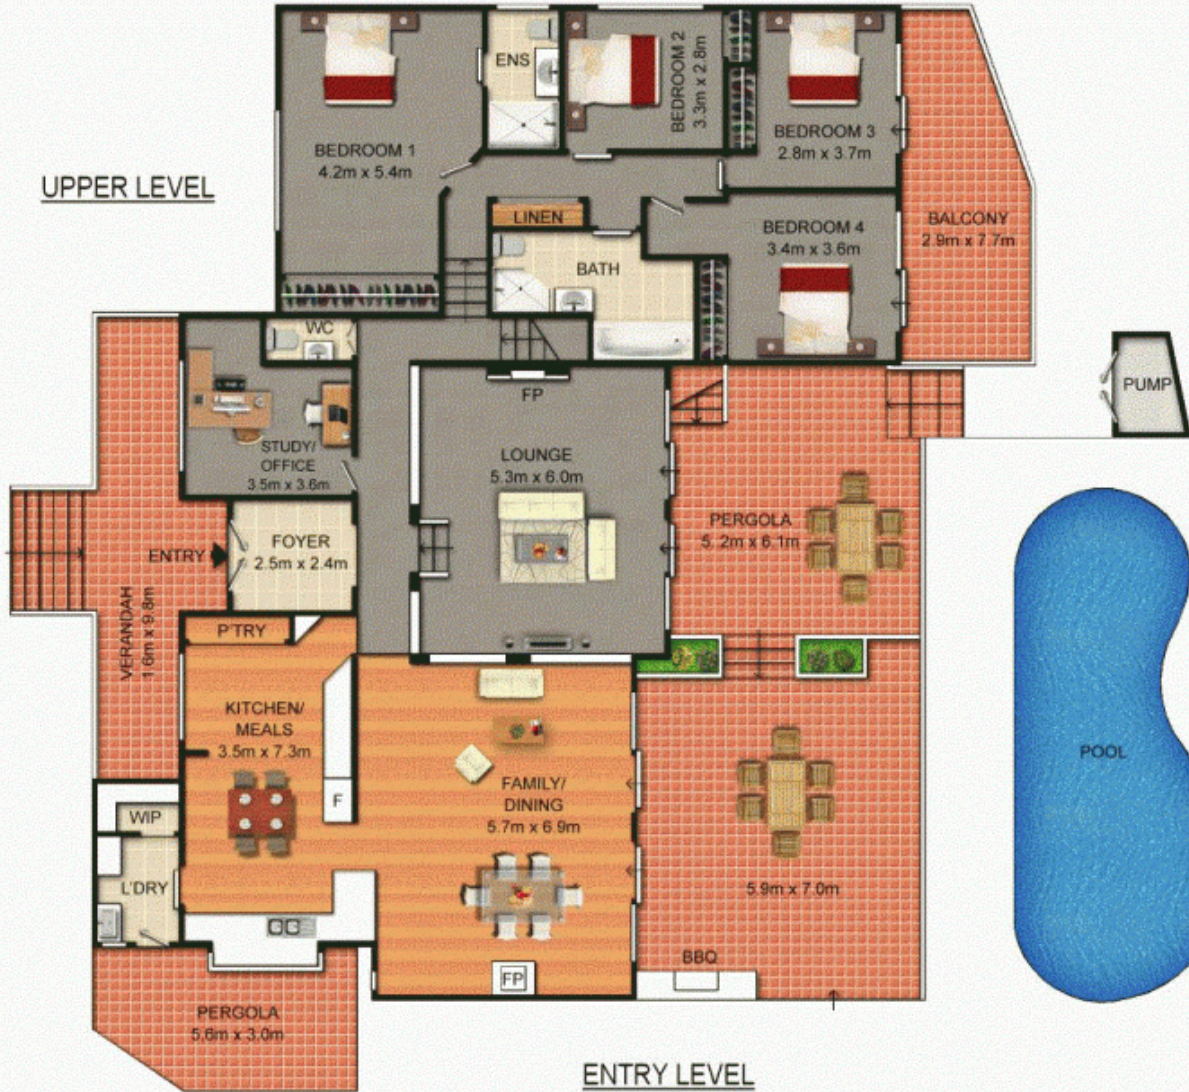 ENS
BEDROOM 2
3.3m x 2.8m
BEDROOM 1
4.2m x 5.4m
BEDROOM 3
2.8m x 3.7m
UPPER LEVEL
LINEN
BEDROOM 4
3.4m x 3.6m
BALCONY
2.9m x 7.7m
BATH
WC
FP
PUMP
STUDY/
OFFICE
3.5m x 3.6m
LOUNGE
5.3m x 6.0m
PERGOLA
5. 2m x 6.1m
ENTRY
FOYER
2.5m x 2.4m
VERANDAH
1.6m x 9.8m
P'TRY
KITCHEN/
MEALS
3.5m x 7.3m
POOL
FAMILY/
DINING
5.7m x 6.9m
F
WIP
L'DRY
5.9m x 7.0m
BBQ
FP
PERGOLA
5.6m x 3.0m
ENTRY LEVEL